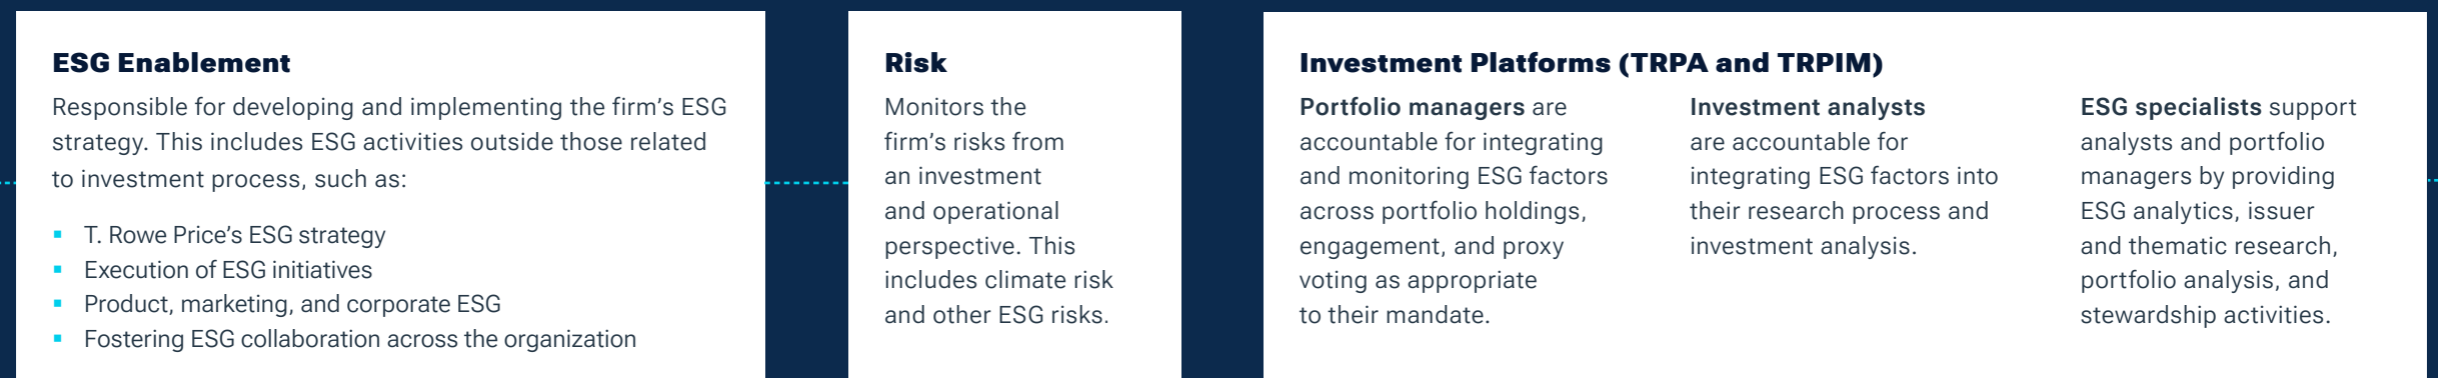 ESG Enablement
Responsible for developing and implementing the firm's ESG
strategy. This includes ESG activities outside those related
to investment process, such as:
▪ T. Rowe Price's ESG strategy
▪ Execution of ESG initiatives
▪ Product, marketing, and corporate ESG
▪ Fostering ESG collaboration across the organization
Risk
Monitors the
firm's risks from
an investment
and operational
perspective. This
includes climate risk
and other ESG risks.
Investment Platforms (TRPA and TRPIM)
Portfolio managers are
accountable for integrating
and monitoring ESG factors
across portfolio holdings,
engagement, and proxy
voting as appropriate
to their mandate.
Investment analysts
are accountable for
integrating ESG factors into
their research process and
investment analysis.
ESG specialists support
analysts and portfolio
managers by providing
ESG analytics, issuer
and thematic research,
portfolio analysis, and
stewardship activities.